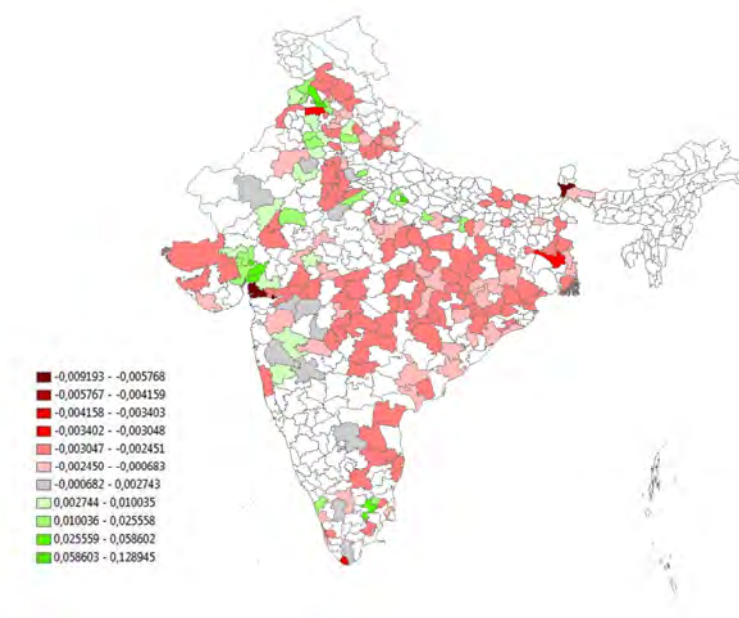 -0,009193 - -0,005768
-0,005767 - -0,004159
-0,004158 - -0,003403
-0,003402 - -0,003048
-0,003047 - -0,002451
-0,002450 - -0,000683
-0,000682 - 0,002743
0,002744 - 0,010035
0,010036 - 0,025558
0,025559 - 0,058602
0,058603 - 0,128945